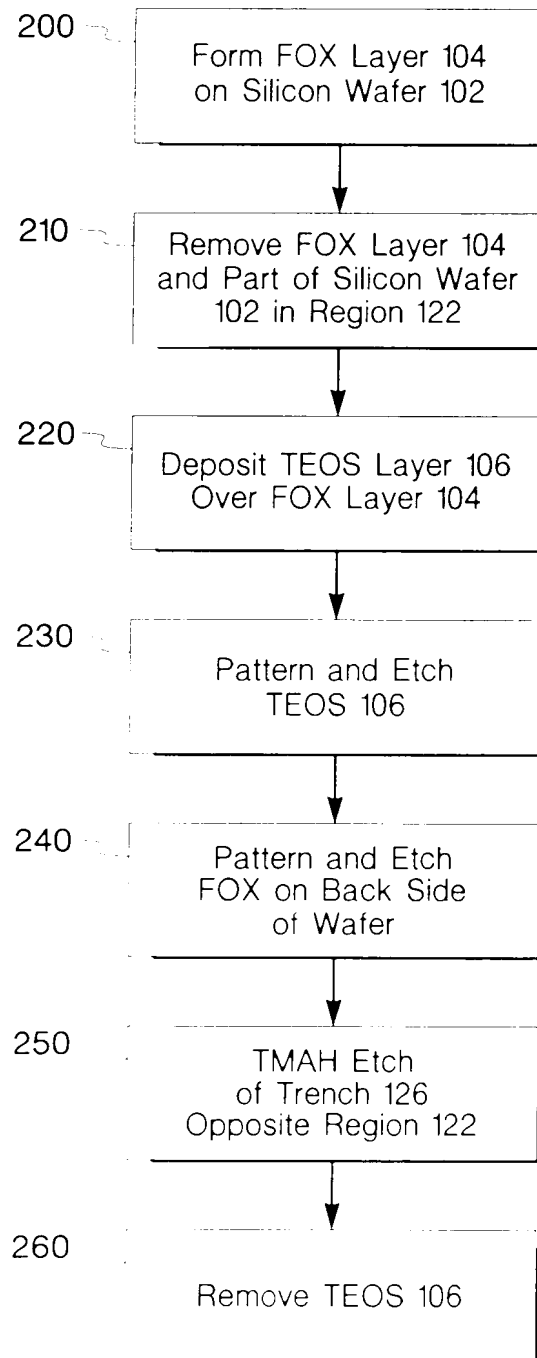 200
Form FOX Layer 104
on Silicon Wafer 102
210
Remove FOX Layer 104
and Part of Silicon Wafer
102 in Region 122
220
Deposit TEOS Layer 106
Over FOX Layer 104
230
Pattern and Etch
TEOS 106
240
Pattern and Etch
FOX on Back Side
of Wafer
250
TMAH Etch
of Trench 126
Opposite Region 122
260
Remove TEOS 106